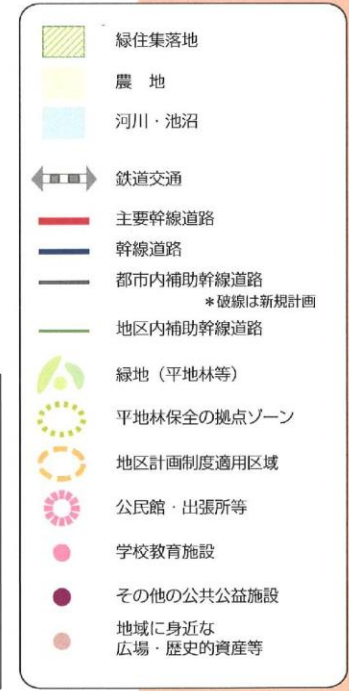 緑住集落地
農　地
河川・池沼
鉄道交通
主要幹線道路
幹線道路
都市内補助幹線道路
＊破線は新規計画
地区内補助幹線道路
緑地（平地林等）
平地林保全の拠点ゾーン
地区計画制度適用区域
公民館・出張所等
学校教育施設
その他の公共公益施設
地域に身近な
広場・歴史的資産等